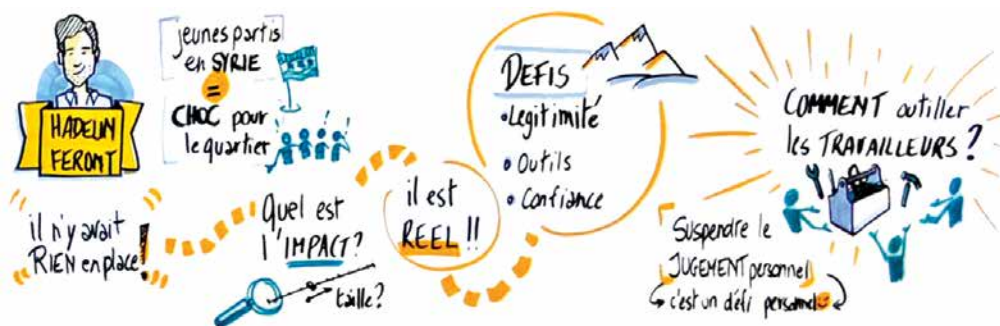 HADELIN
FERONT
jeunes partis
en SYRIE
=
CHOC pour
le quartier
il n'y avait
RIEN en place!
Quel est
l'IMPACT?
taille?
il est
REEL!!
DEFIS
•Légitimité
•Outils
•Confiance
COMMENT outiller
les TRAVAILLEURS?
Suspendre le
JUGEMENT personnel
c'est un défi personnel